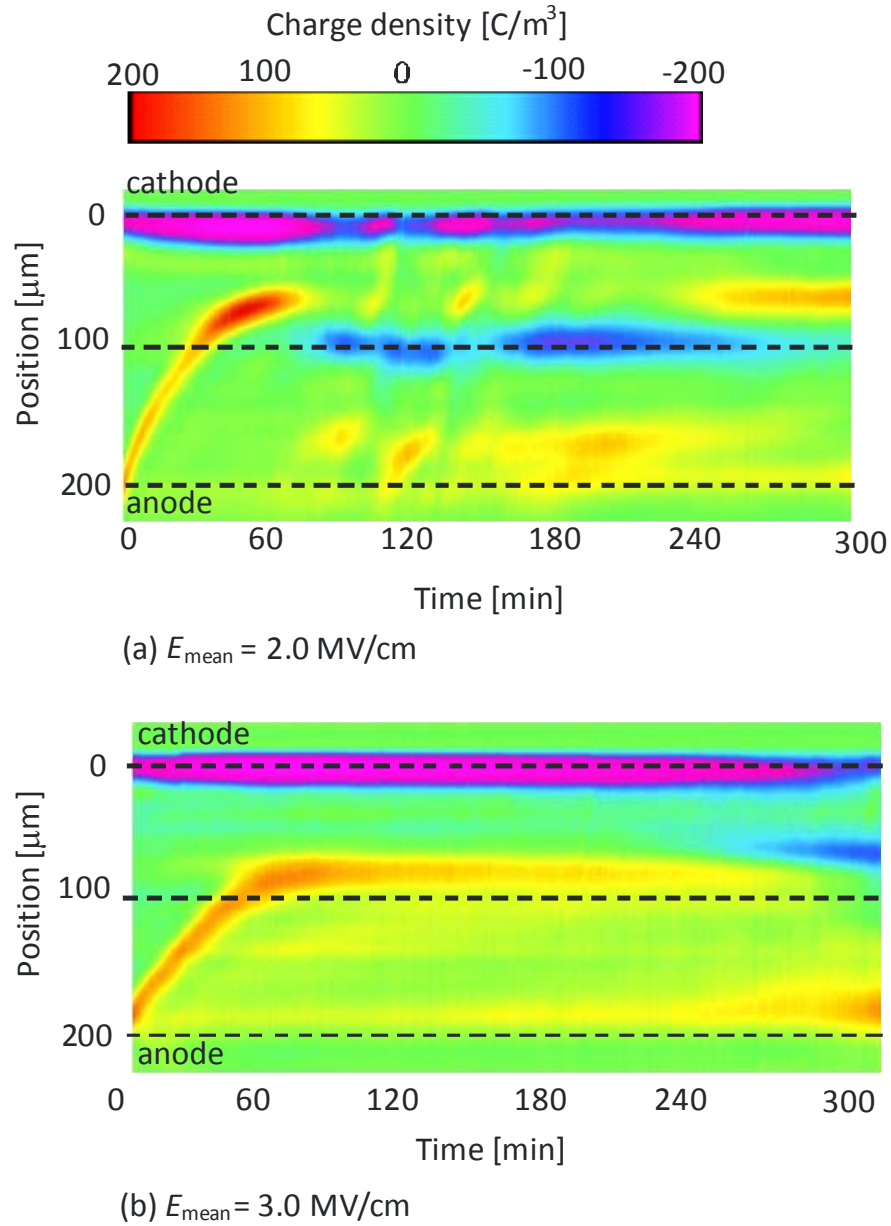 Charge density [C/m³]
200 100 0 -100 -200
cathode
0
100
200
Position [μm]
anode
0 60 120 180 240 300
Time [min]
(a) Emean = 2.0 MV/cm
cathode
0
100
200
Position [μm]
anode
0 60 120 180 240 300
Time [min]
(b) Emean = 3.0 MV/cm